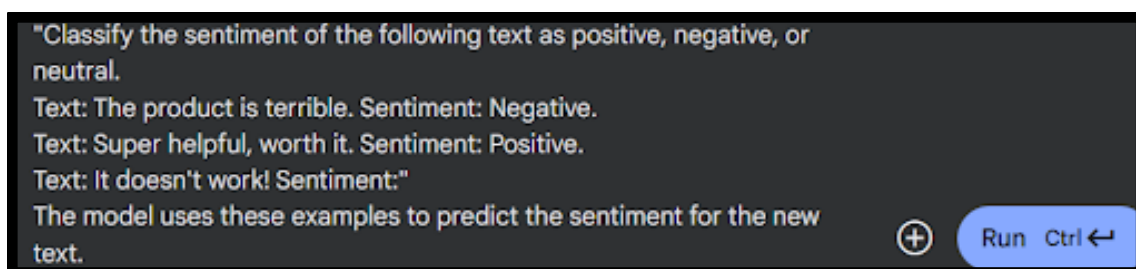 "Classify the sentiment of the following text as positive, negative, or
neutral.
Text: The product is terrible. Sentiment: Negative.
Text: Super helpful, worth it. Sentiment: Positive.
Text: It doesn't work! Sentiment:"
The model uses these examples to predict the sentiment for the new
text.
Run Ctrl↵